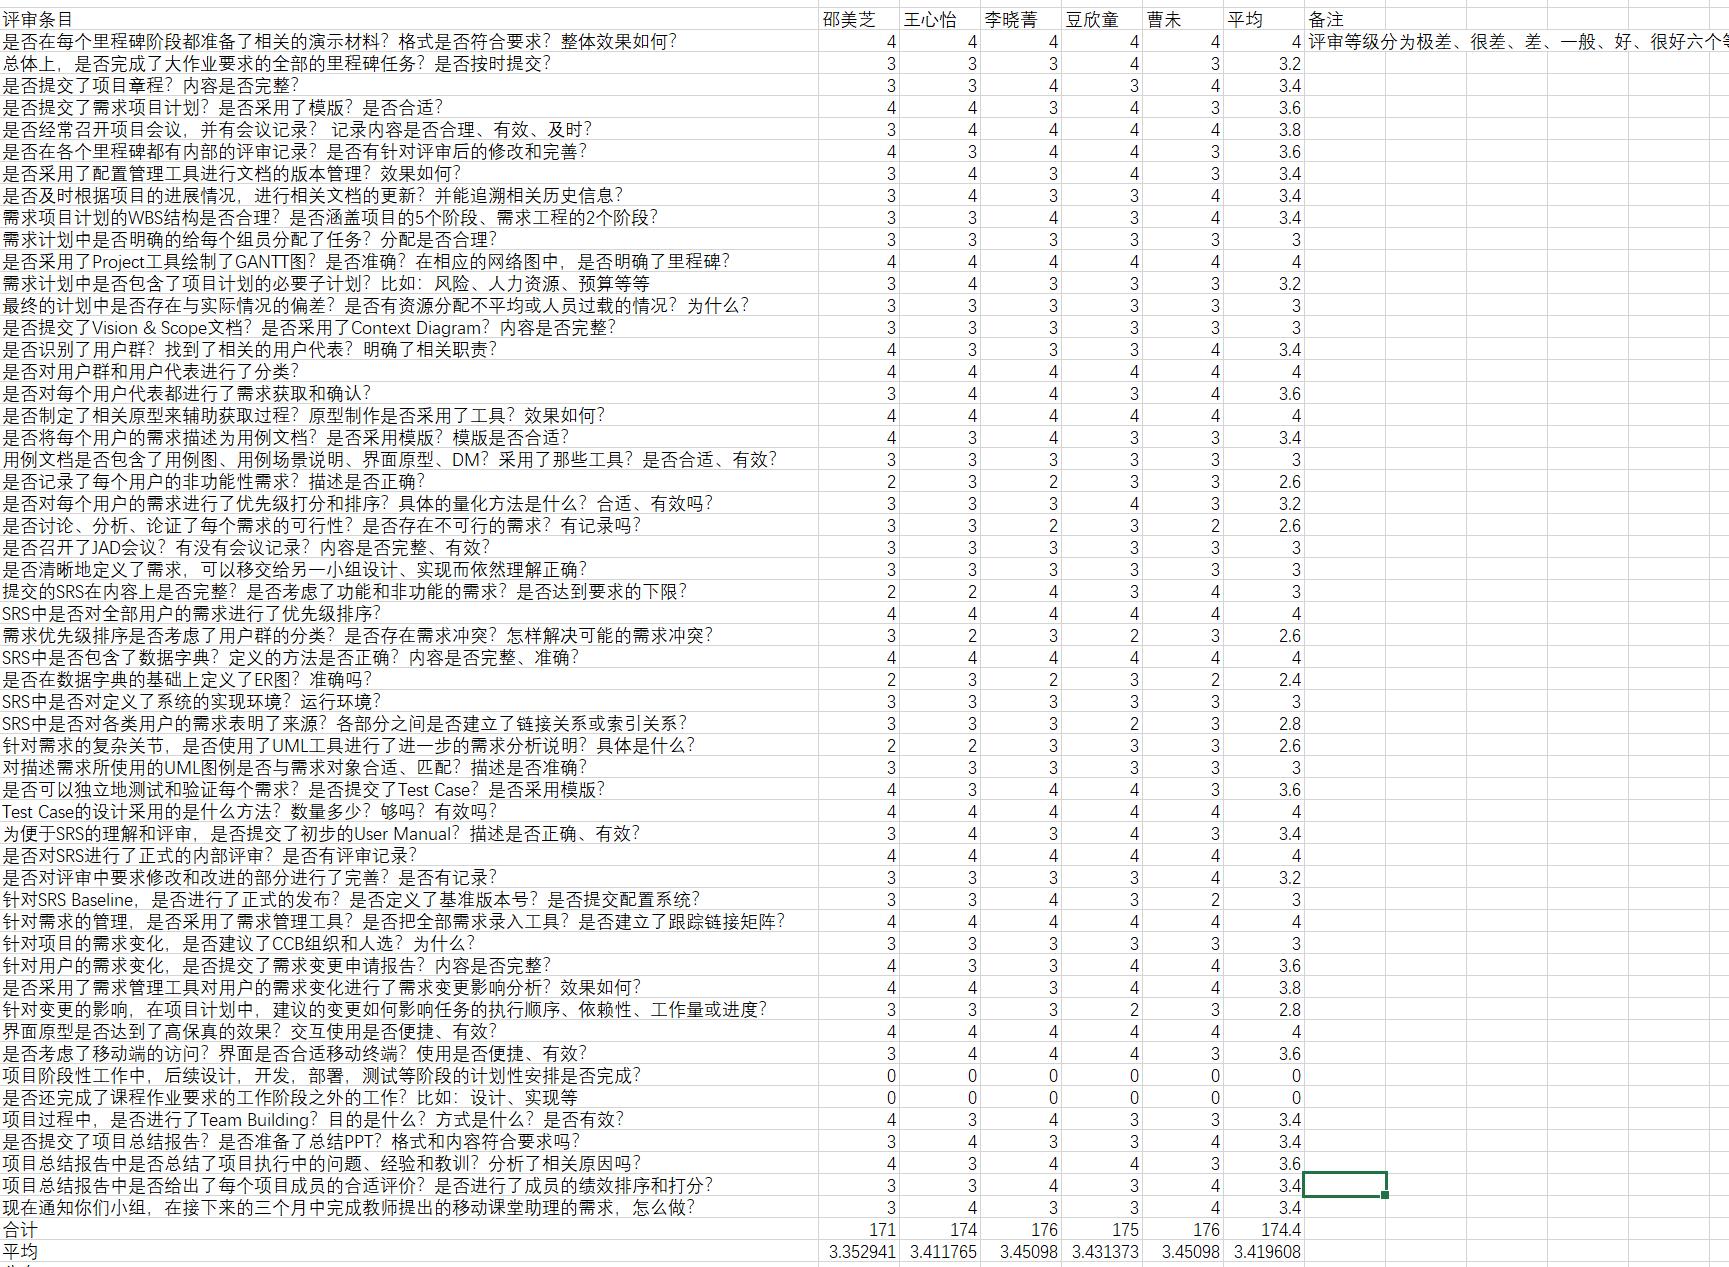 评审条目 邵美芝 王心怡 李晓菁 豆欣童 曹未 平均 备注
是否在每个里程碑阶段都准备了相关的演示材料？格式是否符合要求？整体效果如何？ 4 4 4 4 4 4 评审等级分为极差、很差、差、一般、好、很好六个等
总体上，是否完成了大作业要求的全部的里程碑任务？是否按时提交？ 3 3 3 4 3 3.2
是否提交了项目章程？内容是否完整？ 3 3 4 3 4 3.4
是否提交了需求项目计划？是否采用了模版？是否合适？ 4 4 3 4 3 3.6
是否经常召开项目会议，并有会议记录？ 记录内容是否合理、有效、及时？ 3 4 4 4 4 3.8
是否在各个里程碑都有内部的评审记录？是否有针对评审后的修改和完善？ 4 3 4 4 3 3.6
是否采用了配置管理工具进行文档的版本管理？效果如何？ 3 4 3 4 3 3.4
是否及时根据项目的进展情况，进行相关文档的更新？并能追溯相关历史信息？ 3 4 3 3 4 3.4
需求项目计划的WBS结构是否合理？是否涵盖项目的5个阶段、需求工程的2个阶段？ 3 3 4 3 4 3.4
需求计划中是否明确的给每个组员分配了任务？分配是否合理？ 3 3 3 3 3 3
是否采用了Project工具绘制了GANTT图？是否准确？在相应的网络图中，是否明确了里程碑？ 4 4 4 4 4 4
需求计划中是否包含了项目计划的必要子计划？比如：风险、人力资源、预算等等 3 4 3 3 3 3.2
最终的计划中是否存在与实际情况的偏差？是否有资源分配不平均或人员过载的情况？为什么？ 3 3 3 3 3 3
是否提交了Vision & Scope文档？是否采用了Context Diagram？内容是否完整？ 3 3 3 3 3 3
是否识别了用户群？找到了相关的用户代表？明确了相关职责？ 4 3 3 3 4 3.4
是否对用户群和用户代表进行了分类？ 4 4 4 4 4 4
是否对每个用户代表都进行了需求获取和确认？ 3 4 4 3 4 3.6
是否制定了相关原型来辅助获取过程？原型制作是否采用了工具？效果如何？ 4 4 4 4 4 4
是否将每个用户的需求描述为用例文档？是否采用模版？模版是否合适？ 4 3 4 3 3 3.4
用例文档是否包含了用例图、用例场景说明、界面原型、DM？采用了那些工具？是否合适、有效？ 3 3 3 3 3 3
是否记录了每个用户的非功能性需求？描述是否正确？ 2 3 2 3 3 2.6
是否对每个用户的需求进行了优先级打分和排序？具体的量化方法是什么？合适、有效吗？ 3 3 3 4 3 3.2
是否讨论、分析、论证了每个需求的可行性？是否存在不可行的需求？有记录吗？ 3 3 2 3 2 2.6
是否召开了JAD会议？有没有会议记录？内容是否完整、有效？ 3 3 3 3 3 3
是否清晰地定义了需求，可以移交给另一小组设计、实现而依然理解正确？ 3 3 3 3 3 3
提交的SRS在内容上是否完整？是否考虑了功能和非功能的需求？是否达到要求的下限？ 2 2 4 3 4 3
SRS中是否对全部用户的需求进行了优先级排序？ 4 4 4 4 4 4
需求优先级排序是否考虑了用户群的分类？是否存在需求冲突？怎样解决可能的需求冲突？ 3 2 3 2 3 2.6
SRS中是否包含了数据字典？定义的方法是否正确？内容是否完整、准确？ 4 4 4 4 4 4
是否在数据字典的基础上定义了ER图？准确吗？ 2 3 2 3 2 2.4
SRS中是否对定义了系统的实现环境？运行环境？ 3 3 3 3 3 3
SRS中是否对各类用户的需求表明了来源？各部分之间是否建立了链接关系或索引关系？ 3 3 3 2 3 2.8
针对需求的复杂关节，是否使用了UML工具进行了进一步的需求分析说明？具体是什么？ 2 2 3 3 3 2.6
对描述需求所使用的UML图例是否与需求对象合适、匹配？描述是否准确？ 3 3 3 3 3 3
是否可以独立地测试和验证每个需求？是否提交了Test Case？是否采用模版？ 4 3 4 4 3 3.6
Test Case的设计采用的是什么方法？数量多少？够吗？有效吗？ 4 4 4 4 4 4
为便于SRS的理解和评审，是否提交了初步的User Manual？描述是否正确、有效？ 3 4 3 4 3 3.4
是否对SRS进行了正式的内部评审？是否有评审记录？ 4 4 4 4 4 4
是否对评审中要求修改和改进的部分进行了完善？是否有记录？ 3 3 3 3 4 3.2
针对SRS Baseline，是否进行了正式的发布？是否定义了基准版本号？是否提交配置系统？ 3 3 4 3 2 3
针对需求的管理，是否采用了需求管理工具？是否把全部需求录入工具？是否建立了跟踪链接矩阵？ 4 4 4 4 4 4
针对项目的需求变化，是否建议了CCB组织和人选？为什么？ 3 3 3 3 3 3
针对用户的需求变化，是否提交了需求变更申请报告？内容是否完整？ 4 3 3 4 4 3.6
是否采用了需求管理工具对用户的需求变化进行了需求变更影响分析？效果如何？ 4 4 3 4 4 3.8
针对变更的影响，在项目计划中，建议的变更如何影响任务的执行顺序、依赖性、工作量或进度？ 3 3 3 2 3 2.8
界面原型是否达到了高保真的效果？交互使用是否便捷、有效？ 4 4 4 4 4 4
是否考虑了移动端的访问？界面是否合适移动终端？使用是否便捷、有效？ 3 4 4 4 3 3.6
项目阶段性工作中，后续设计，开发，部署，测试等阶段的计划性安排是否完成？ 0 0 0 0 0 0
是否还完成了课程作业要求的工作阶段之外的工作？比如：设计、实现等 0 0 0 0 0 0
项目过程中，是否进行了Team Building？目的是什么？方式是什么？是否有效？ 4 3 4 3 3 3.4
是否提交了项目总结报告？是否准备了总结PPT？格式和内容符合要求吗？ 3 4 3 3 4 3.4
项目总结报告中是否总结了项目执行中的问题、经验和教训？分析了相关原因吗？ 4 3 4 4 3 3.6
项目总结报告中是否给出了每个项目成员的合适评价？是否进行了成员的绩效排序和打分？ 3 3 4 3 4 3.4
现在通知你们小组，在接下来的三个月中完成教师提出的移动课堂助理的需求，怎么做？ 3 4 3 3 4 3.4
合计 171 174 176 175 176 174.4
平均 3.352941 3.411765 3.45098 3.431373 3.45098 3.419608